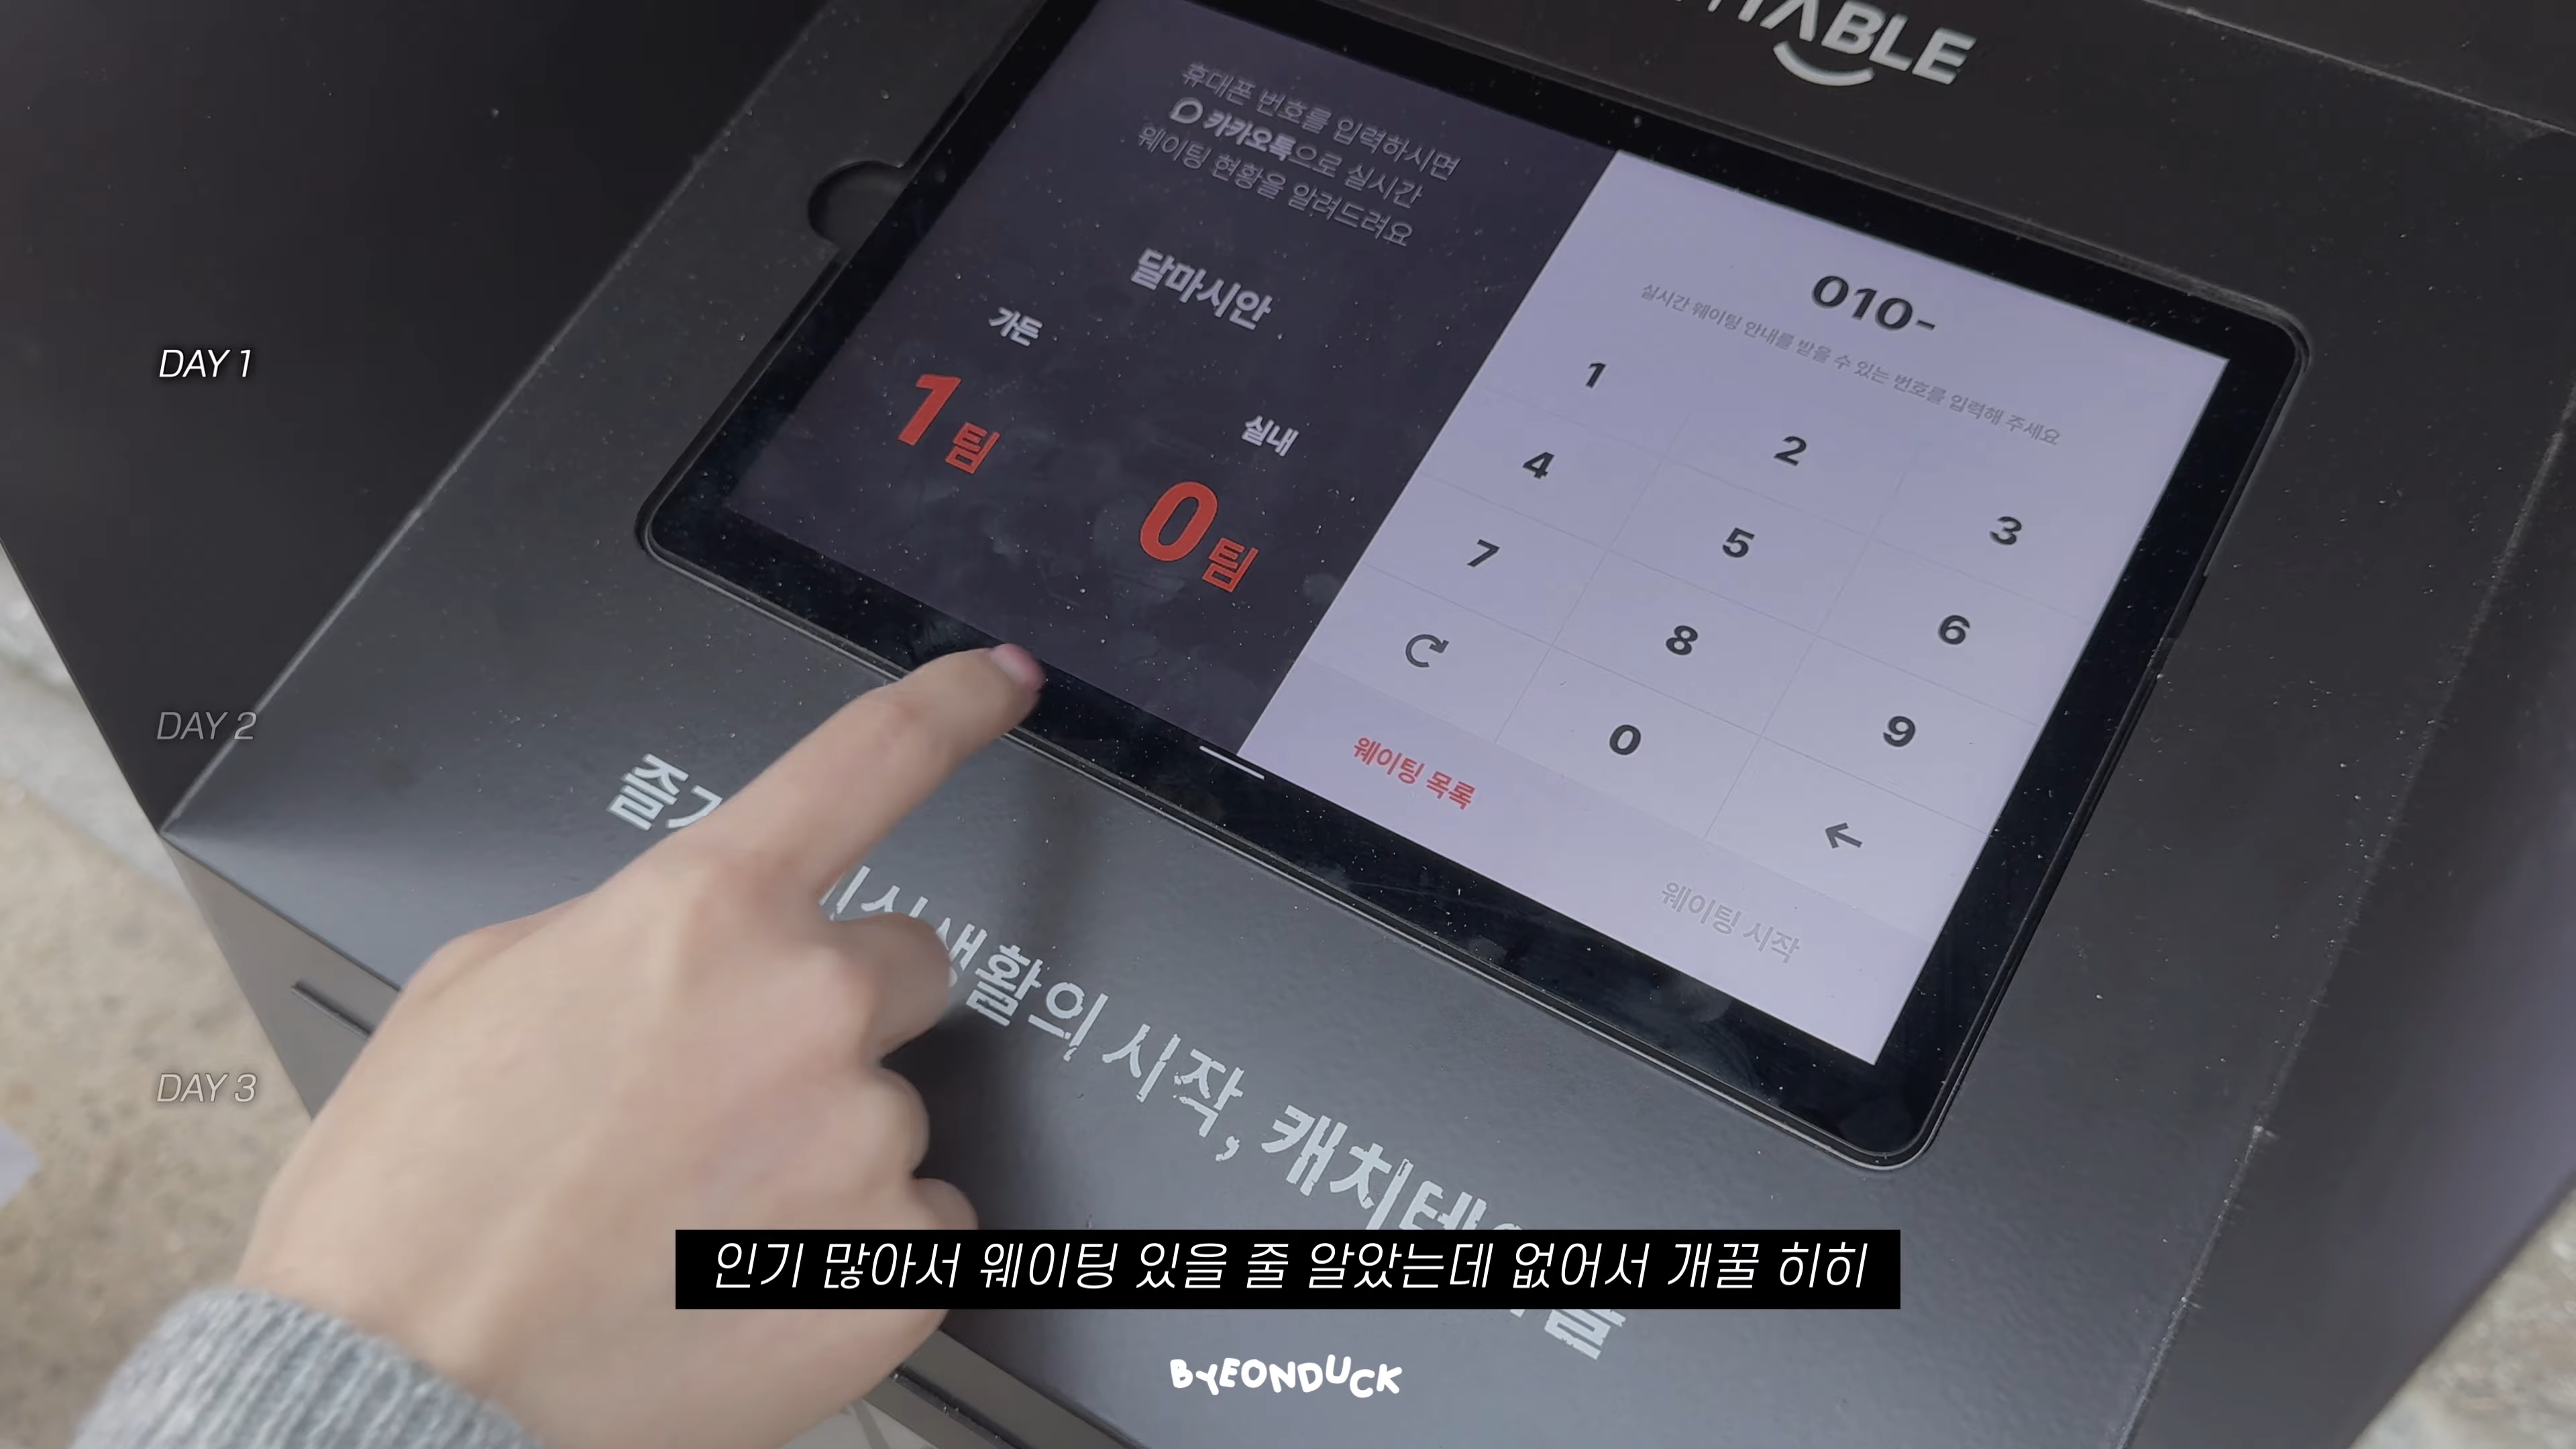 휴대폰 번호를 입력하시면
카카오톡으로 실시간
웨이팅 현황을 알려드려요
달마시안
가든
1팀
실내
0팀
010-
실시간 웨이팅 안내를 받을 수 있는 번호를 입력해 주세요
1 2 3
4 5 6
7 8 9
0
웨이팅 목록
웨이팅 시작
생활의 시작, 캐치테
DAY 1
DAY 2
DAY 3
인기 많아서 웨이팅 있을 줄 알았는데 없어서 개꿀 히히
BYEONDUCK